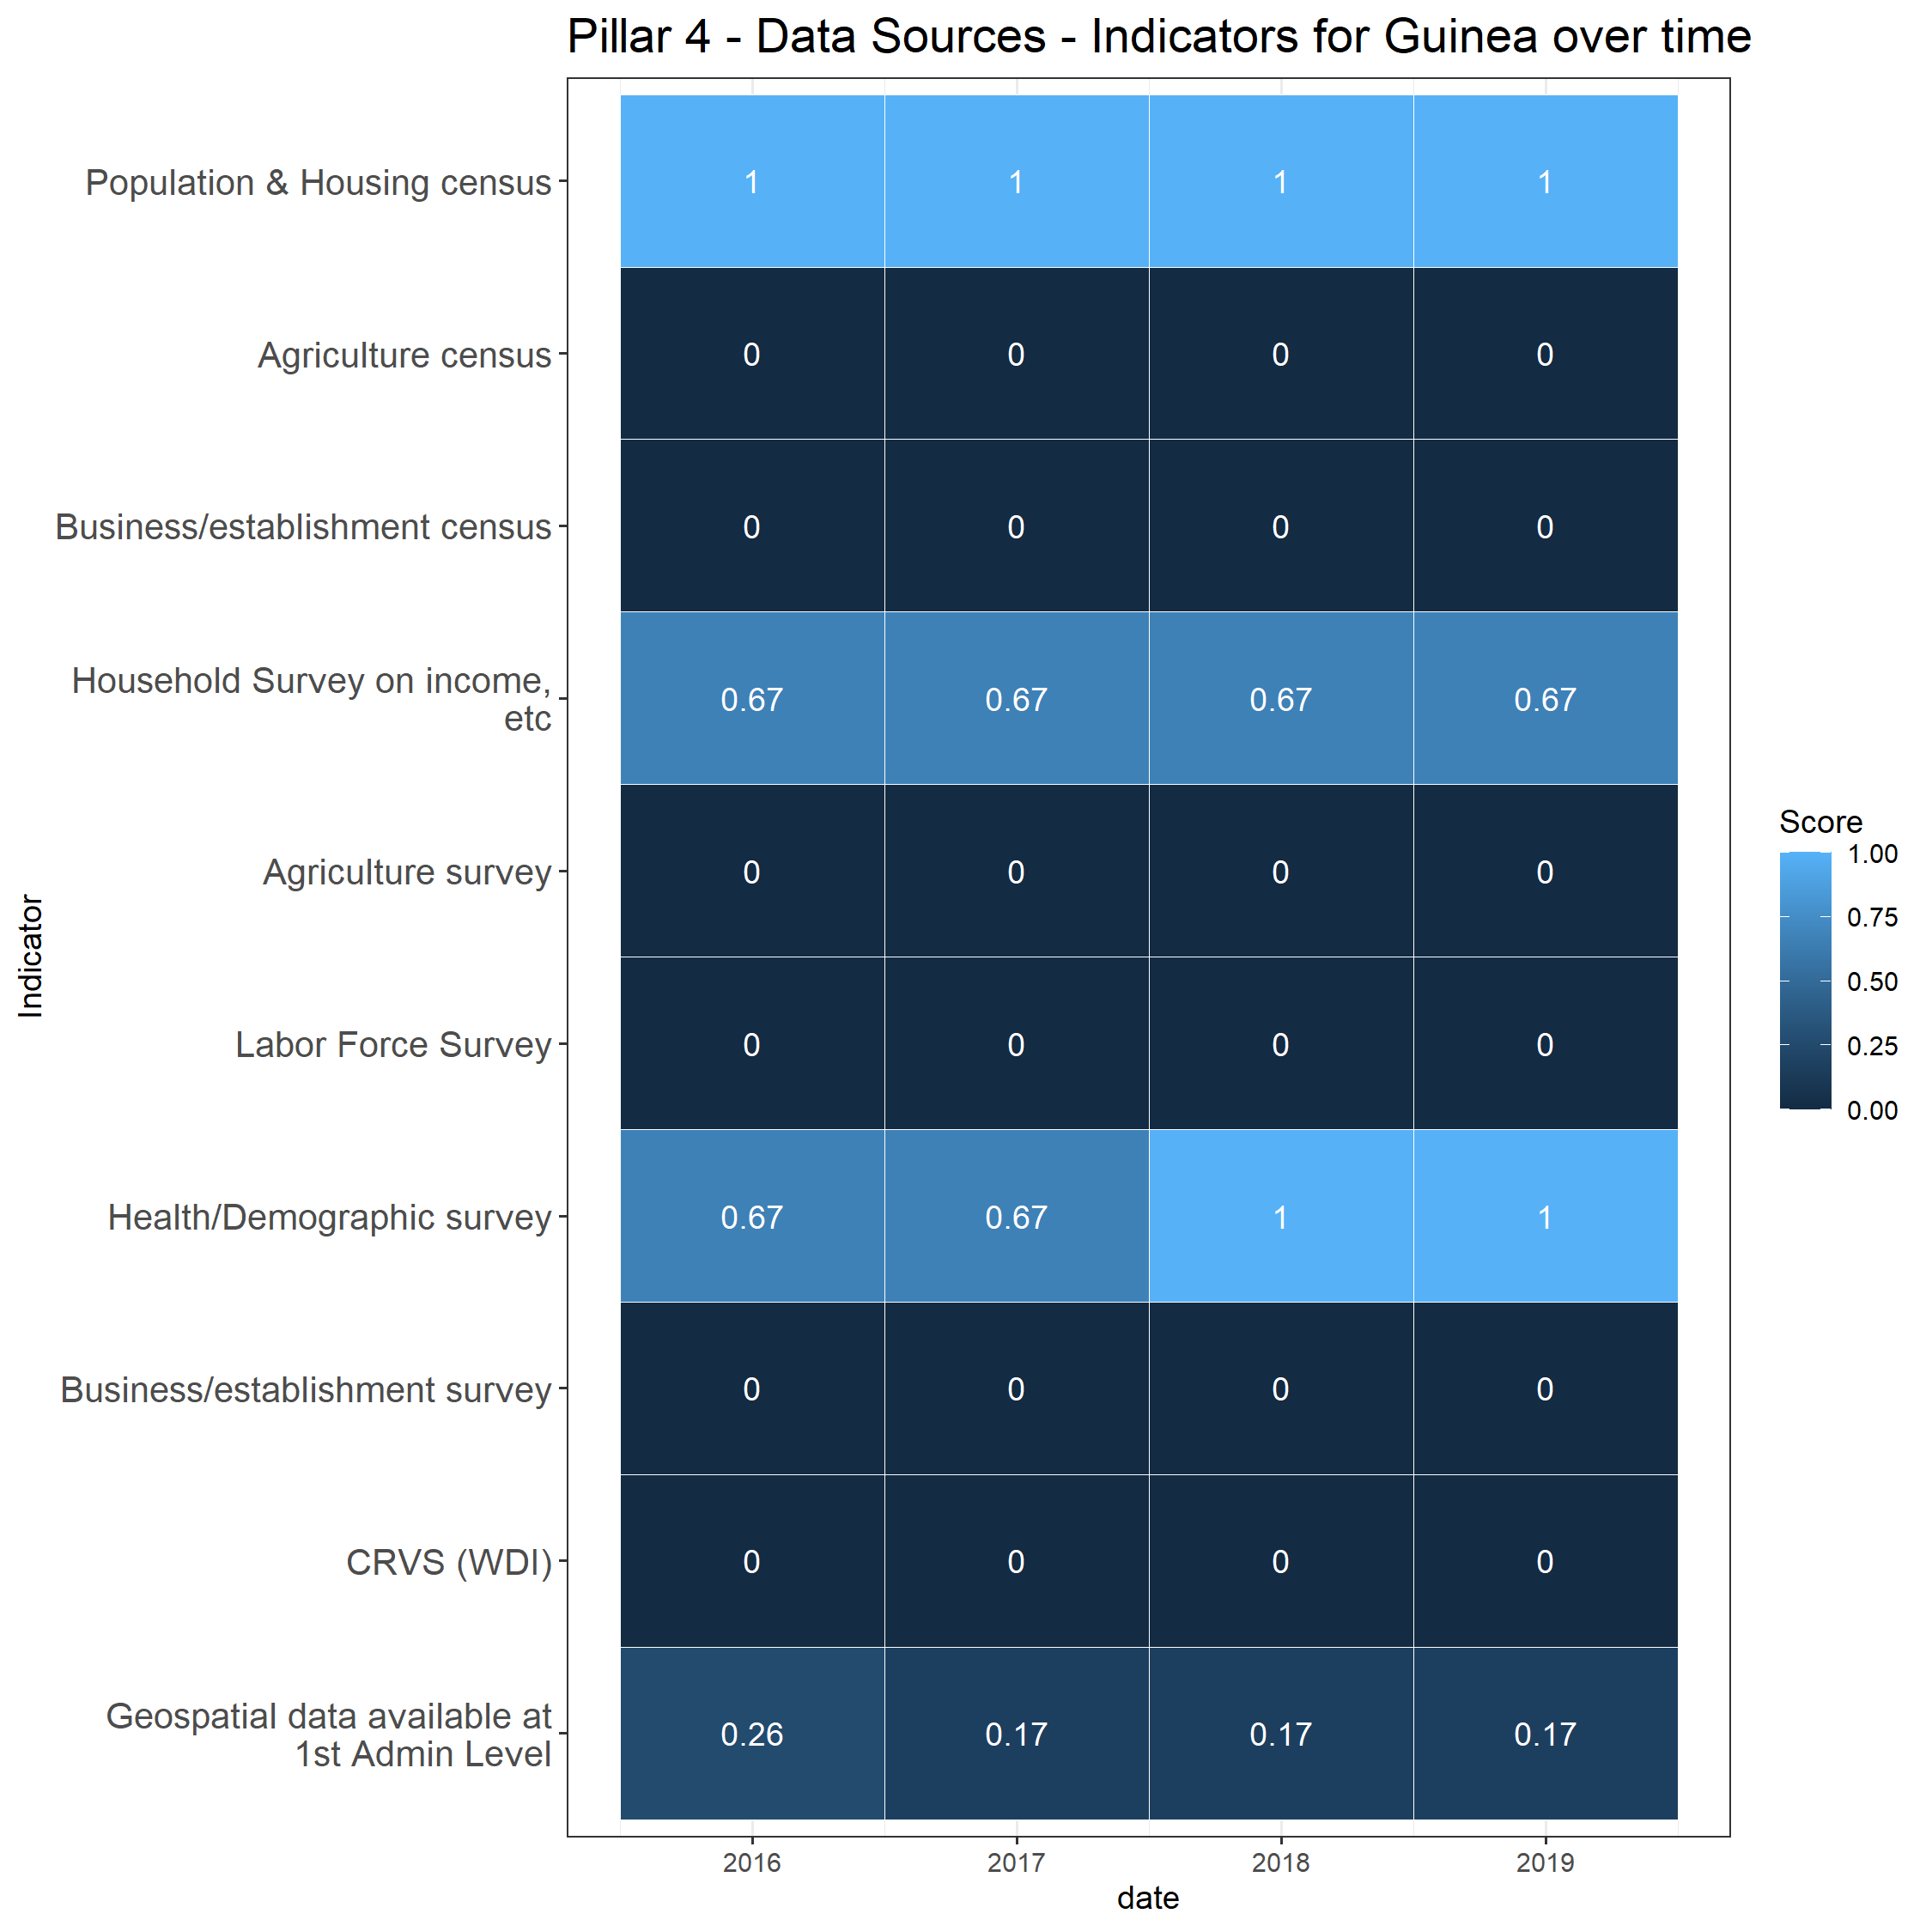 Pillar 4 - Data Sources - Indicators for Guinea over time
Indicator
Population & Housing census
1 1 1 1
Agriculture census
0 0 0 0
Business/establishment census
0 0 0 0
Household Survey on income,
etc
0.67 0.67 0.67 0.67
Agriculture survey
0 0 0 0
Labor Force Survey
0 0 0 0
Health/Demographic survey
0.67 0.67 1 1
Business/establishment survey
0 0 0 0
CRVS (WDI)
0 0 0 0
Geospatial data available at
1st Admin Level
0.26 0.17 0.17 0.17
2016 2017 2018 2019
date
Score
1.00
0.75
0.50
0.25
0.00